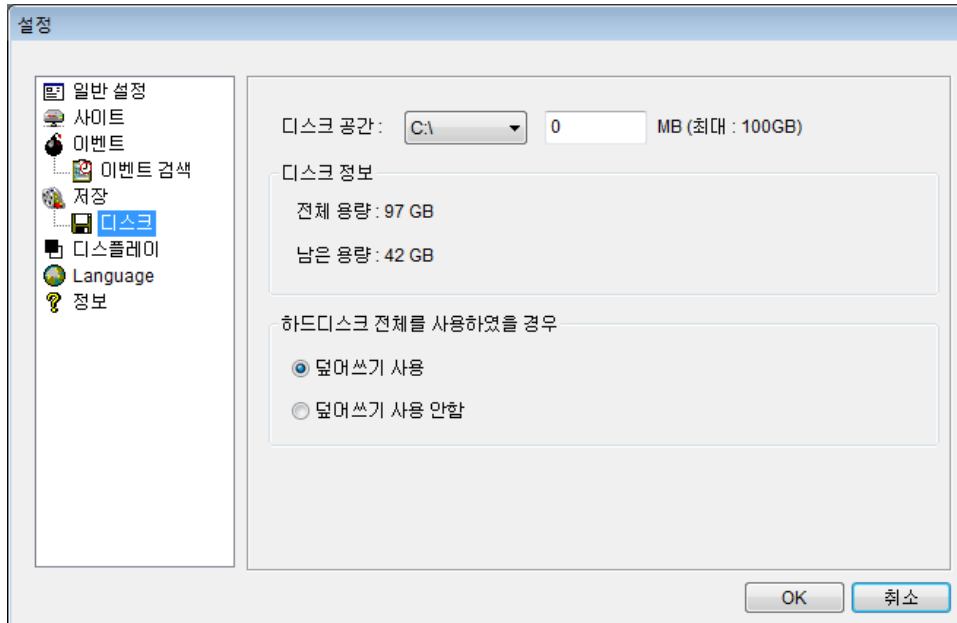 설정
일반 설정
사이트
이벤트
이벤트 검색
저장
디스크
디스플레이
Language
정보
디스크 공간 : C:\ 0 MB (최대 : 100GB)
디스크 정보
전체 용량 : 97 GB
남은 용량 : 42 GB
하드디스크 전체를 사용하였을 경우
덮어쓰기 사용
덮어쓰기 사용 안함
OK 취소